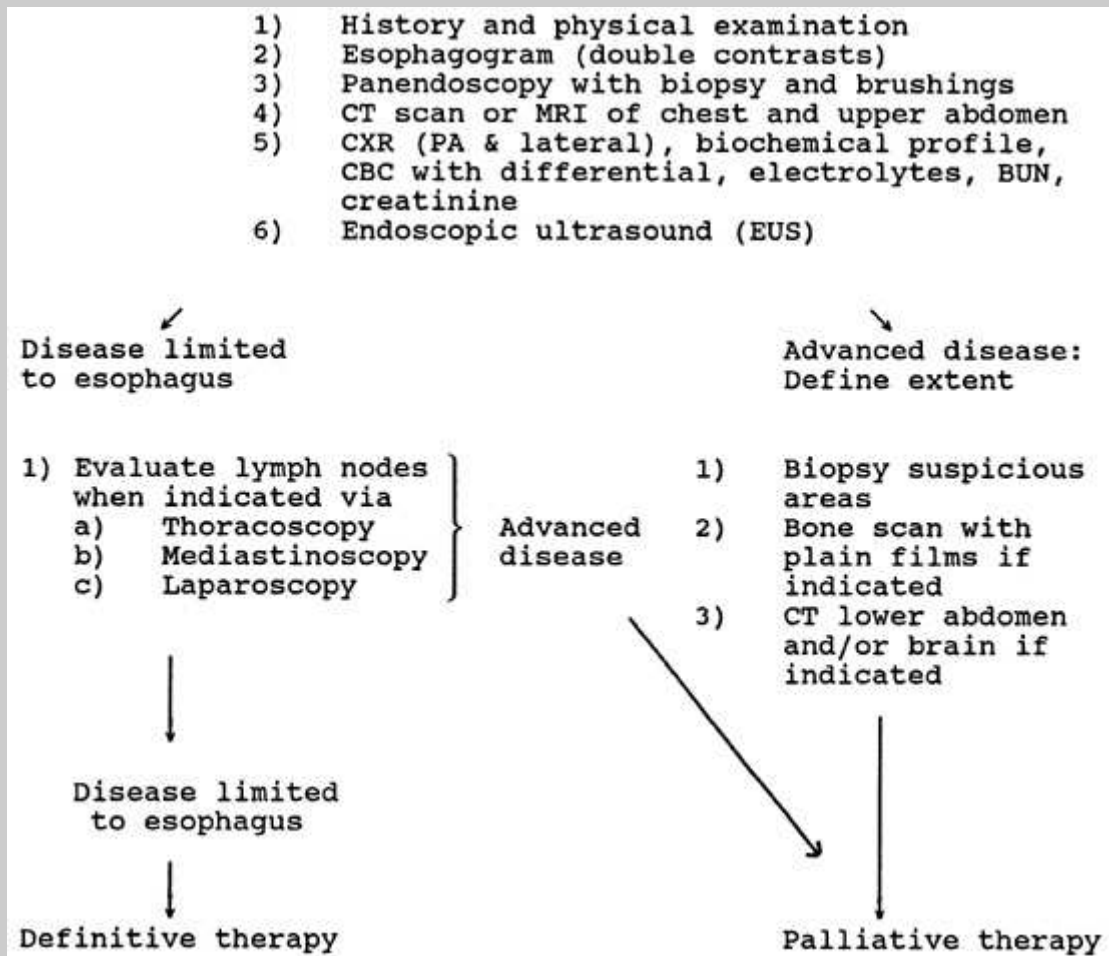 1) History and physical examination
2) Esophagogram (double contrasts)
3) Panendoscopy with biopsy and brushings
4) CT scan or MRI of chest and upper abdomen
5) CXR (PA & lateral), biochemical profile,
CBC with differential, electrolytes, BUN,
creatinine
6) Endoscopic ultrasound (EUS)
Disease limited
to esophagus
Advanced disease:
Define extent
1) Evaluate lymph nodes
when indicated via
a) Thoracoscopy
b) Mediastinoscopy
c) Laparoscopy
Advanced
disease
1) Biopsy suspicious
areas
2) Bone scan with
plain films if
indicated
3) CT lower abdomen
and/or brain if
indicated
Disease limited
to esophagus
Definitive therapy
Palliative therapy